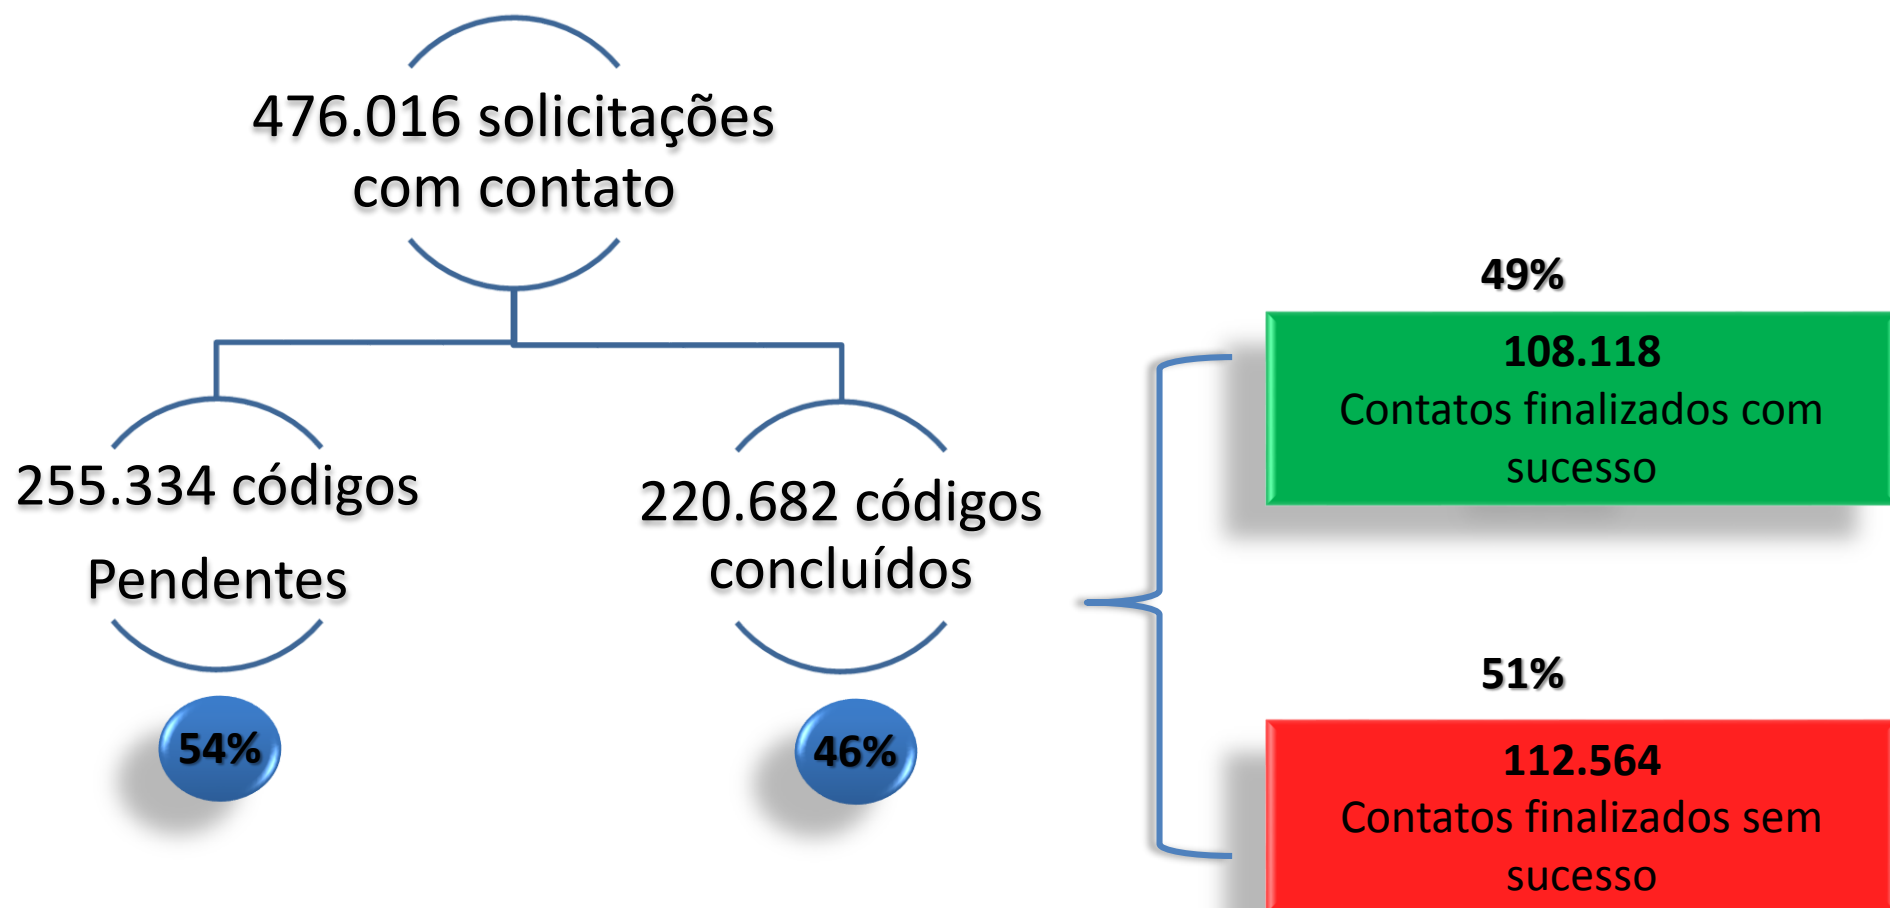 476.016 solicitações
com contato
255.334 códigos
Pendentes
54%
220.682 códigos
concluídos
46%
49%
108.118
Contatos finalizados com
sucesso
51%
112.564
Contatos finalizados sem
sucesso